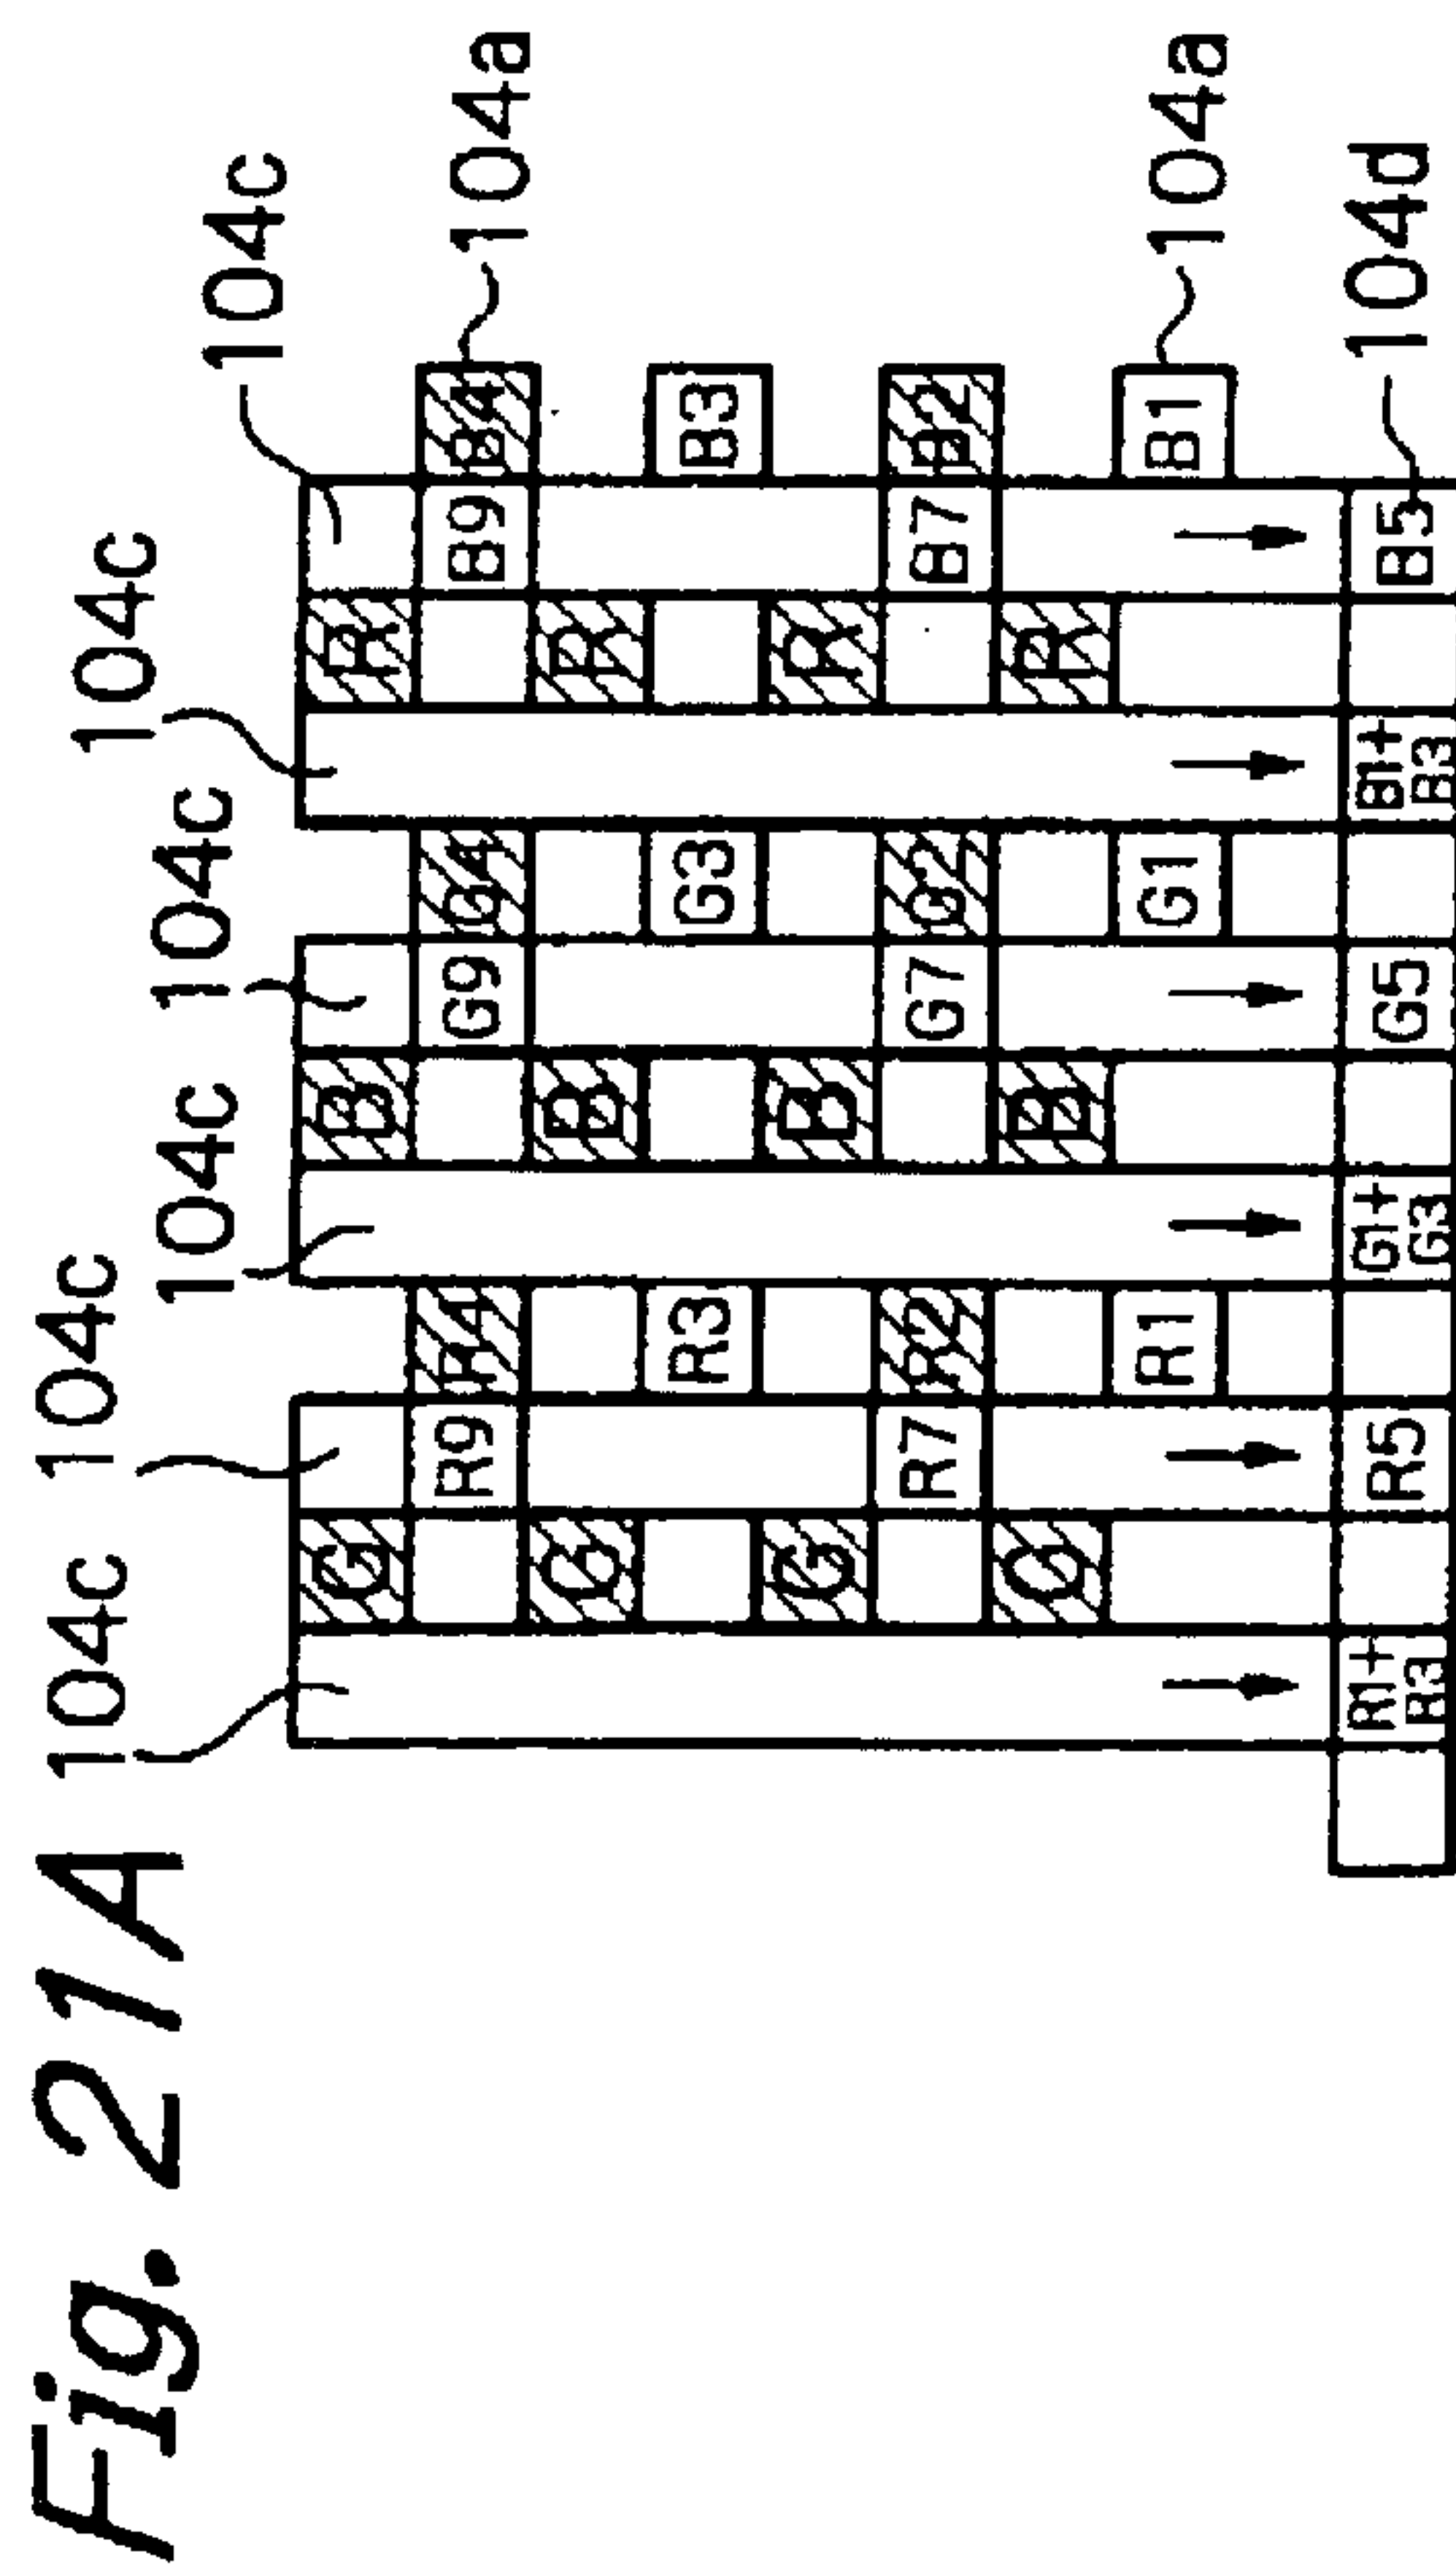 Fig. 21A
104c 104c 104c 104c 104c 104c
G B R
R9 R4 G9 G4 B9 B4 104a
G B R
R3 G3 B3
G B R
R7 R2 G7 G2 B7 B2
G B R
R1 G1 B1 104a
R1+ R5 G1+ G5 B1+ B5 104d
R3 G3 B3